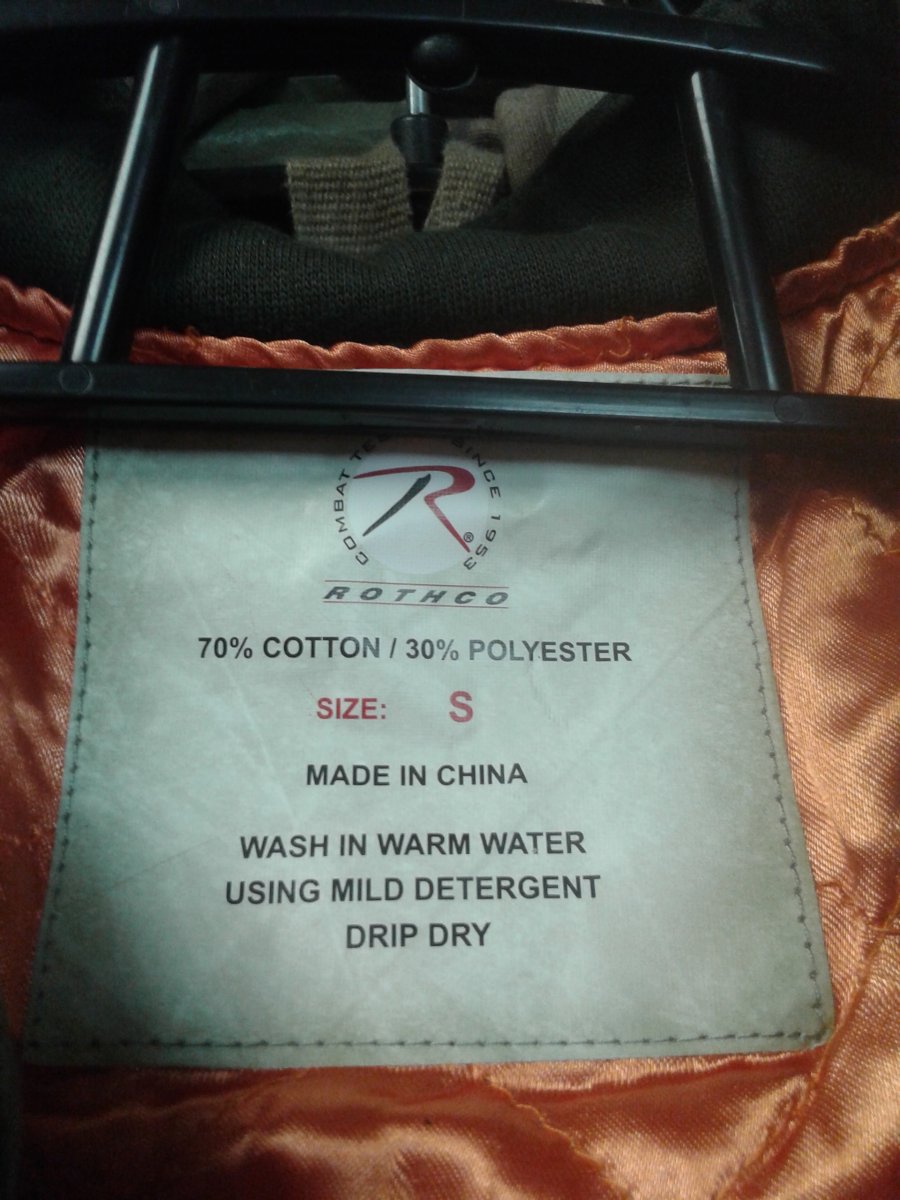 COMBAT TE SINCE 1953
R®
ROTHCO
70% COTTON / 30% POLYESTER
SIZE: S
MADE IN CHINA
WASH IN WARM WATER
USING MILD DETERGENT
DRIP DRY